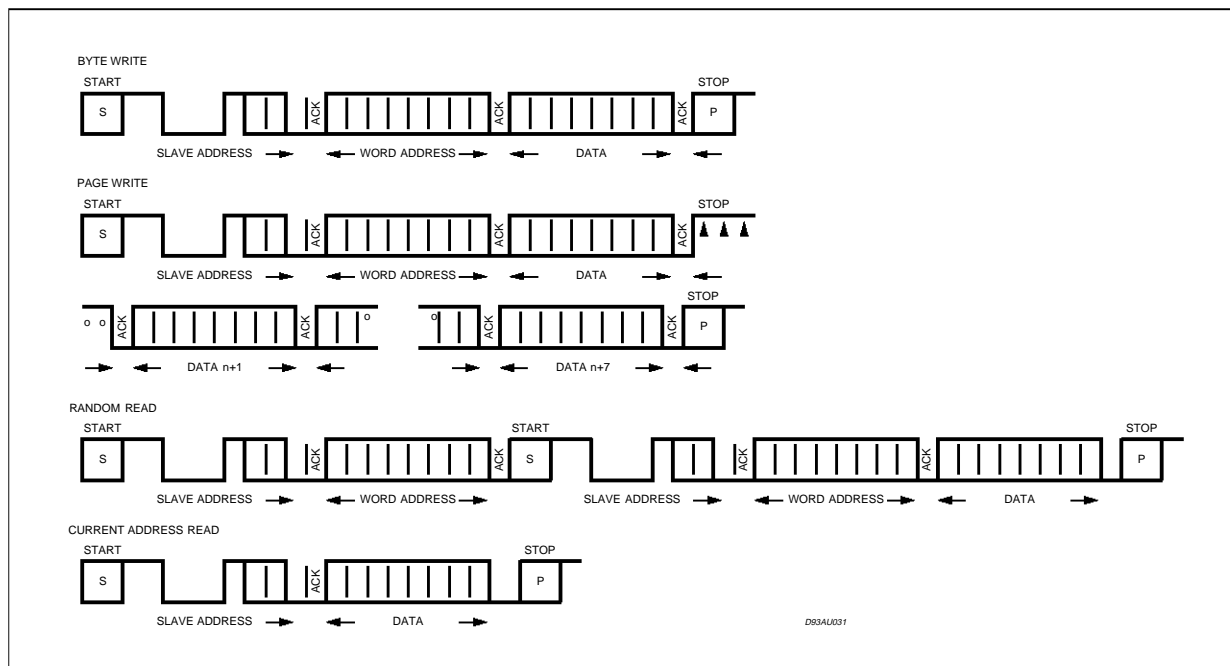 BYTE WRITE
START STOP
S ACK ACK ACK P
SLAVE ADDRESS WORD ADDRESS DATA
PAGE WRITE
START STOP
S ACK ACK ACK
SLAVE ADDRESS WORD ADDRESS DATA
STOP
o o ACK ACK o o ACK ACK P
DATA n+1 DATA n+7
RANDOM READ
START START STOP
S ACK ACK S ACK ACK P
SLAVE ADDRESS WORD ADDRESS SLAVE ADDRESS WORD ADDRESS DATA
CURRENT ADDRESS READ
START STOP
S ACK P
SLAVE ADDRESS DATA
D93AU031